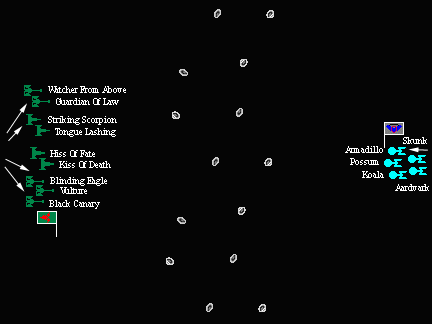 Watcher From Above
Guardian Of Law
Striking Scorpion
Tongue Lashing
Hiss Of Fate
Kiss Of Death
Blinding Eagle
Vulture
Black Canary
Skunk
Armadillo
Possum
Koala
Aardvark